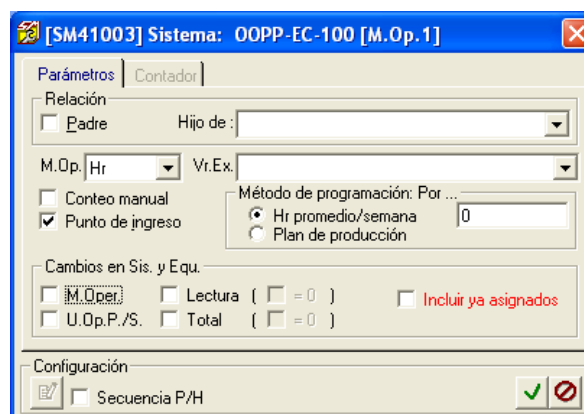 [SM41003] Sistema: OOPP-EC-100 [M.Op.1]
Parámetros Contador
Relación
Padre Hijo de :
M.Op. Hr Vr.Ex.
Conteo manual
Punto de ingreso
Método de programación: Por ...
Hr promedio/semana 0
Plan de producción
Cambios en Sis. y Equ.
M.Oper. Lectura ( = 0 ) Incluir ya asignados
U.Op.P./S. Total ( = 0 )
Configuración
Secuencia P/H